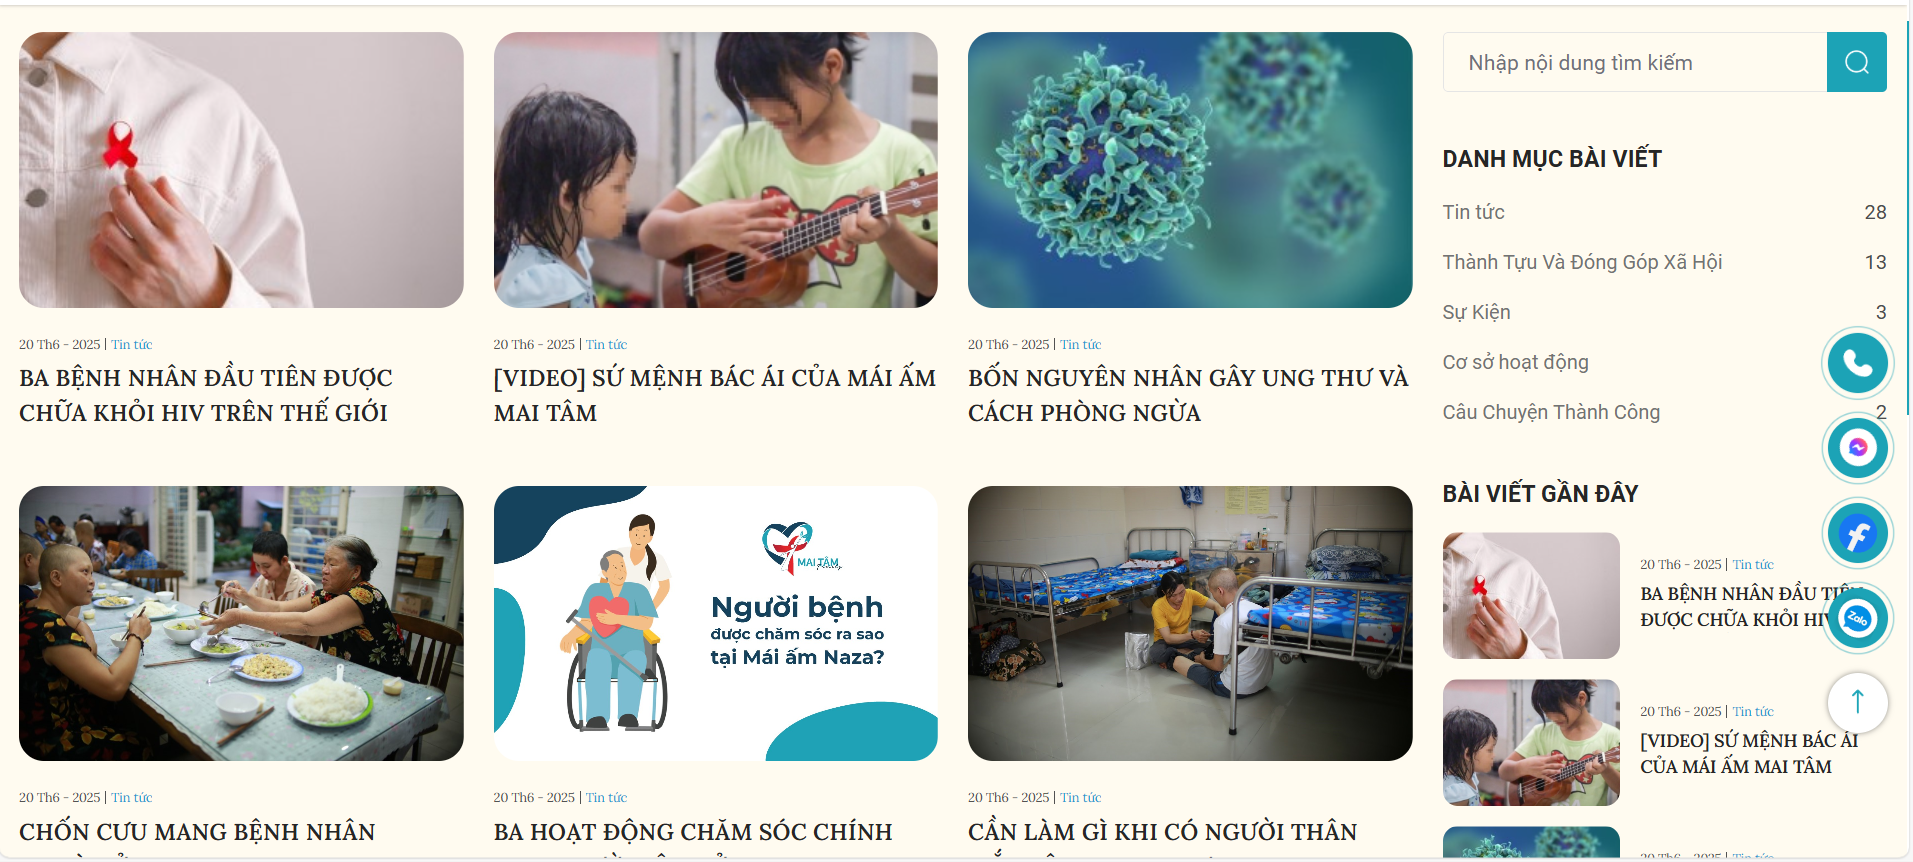 20 Th6 - 2025 | Tin tức
BA BỆNH NHÂN ĐẦU TIÊN ĐƯỢC
CHỮA KHỎI HIV TRÊN THẾ GIỚI
20 Th6 - 2025 | Tin tức
[VIDEO] SỨ MỆNH BÁC ÁI CỦA MÁI ẤM
MAI TÂM
20 Th6 - 2025 | Tin tức
BỐN NGUYÊN NHÂN GÂY UNG THƯ VÀ
CÁCH PHÒNG NGỪA
MAI TÂM
Người bệnh
được chăm sóc ra sao
tại Mái ấm Naza?
20 Th6 - 2025 | Tin tức
CHỐN CƯU MANG BỆNH NHÂN
20 Th6 - 2025 | Tin tức
BA HOẠT ĐỘNG CHĂM SÓC CHÍNH
20 Th6 - 2025 | Tin tức
CẦN LÀM GÌ KHI CÓ NGƯỜI THÂN
Nhập nội dung tìm kiếm
DANH MỤC BÀI VIẾT
Tin tức 28
Thành Tựu Và Đóng Góp Xã Hội 13
Sự Kiện 3
Cơ sở hoạt động
Câu Chuyện Thành Công 2
BÀI VIẾT GẦN ĐÂY
20 Th6 - 2025 | Tin tức
BA BỆNH NHÂN ĐẦU TIÊN
ĐƯỢC CHỮA KHỎI HIV
Zalo
20 Th6 - 2025 | Tin tức
[VIDEO] SỨ MỆNH BÁC ÁI
CỦA MÁI ẤM MAI TÂM
20 Th6 - 2025 | Tin tức